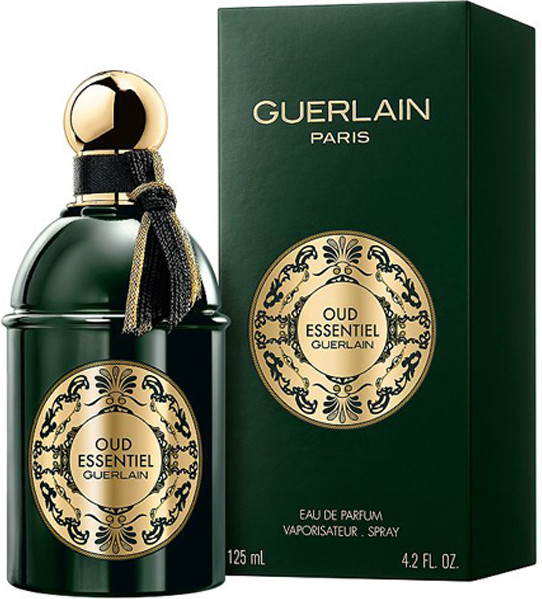 GUERLAIN
PARIS
OUD
ESSENTIEL
GUERLAIN
EAU DE PARFUM
VAPORISATEUR . SPRAY
125 mL 4.2 FL. OZ.
OUD
ESSENTIEL
GUERLAIN